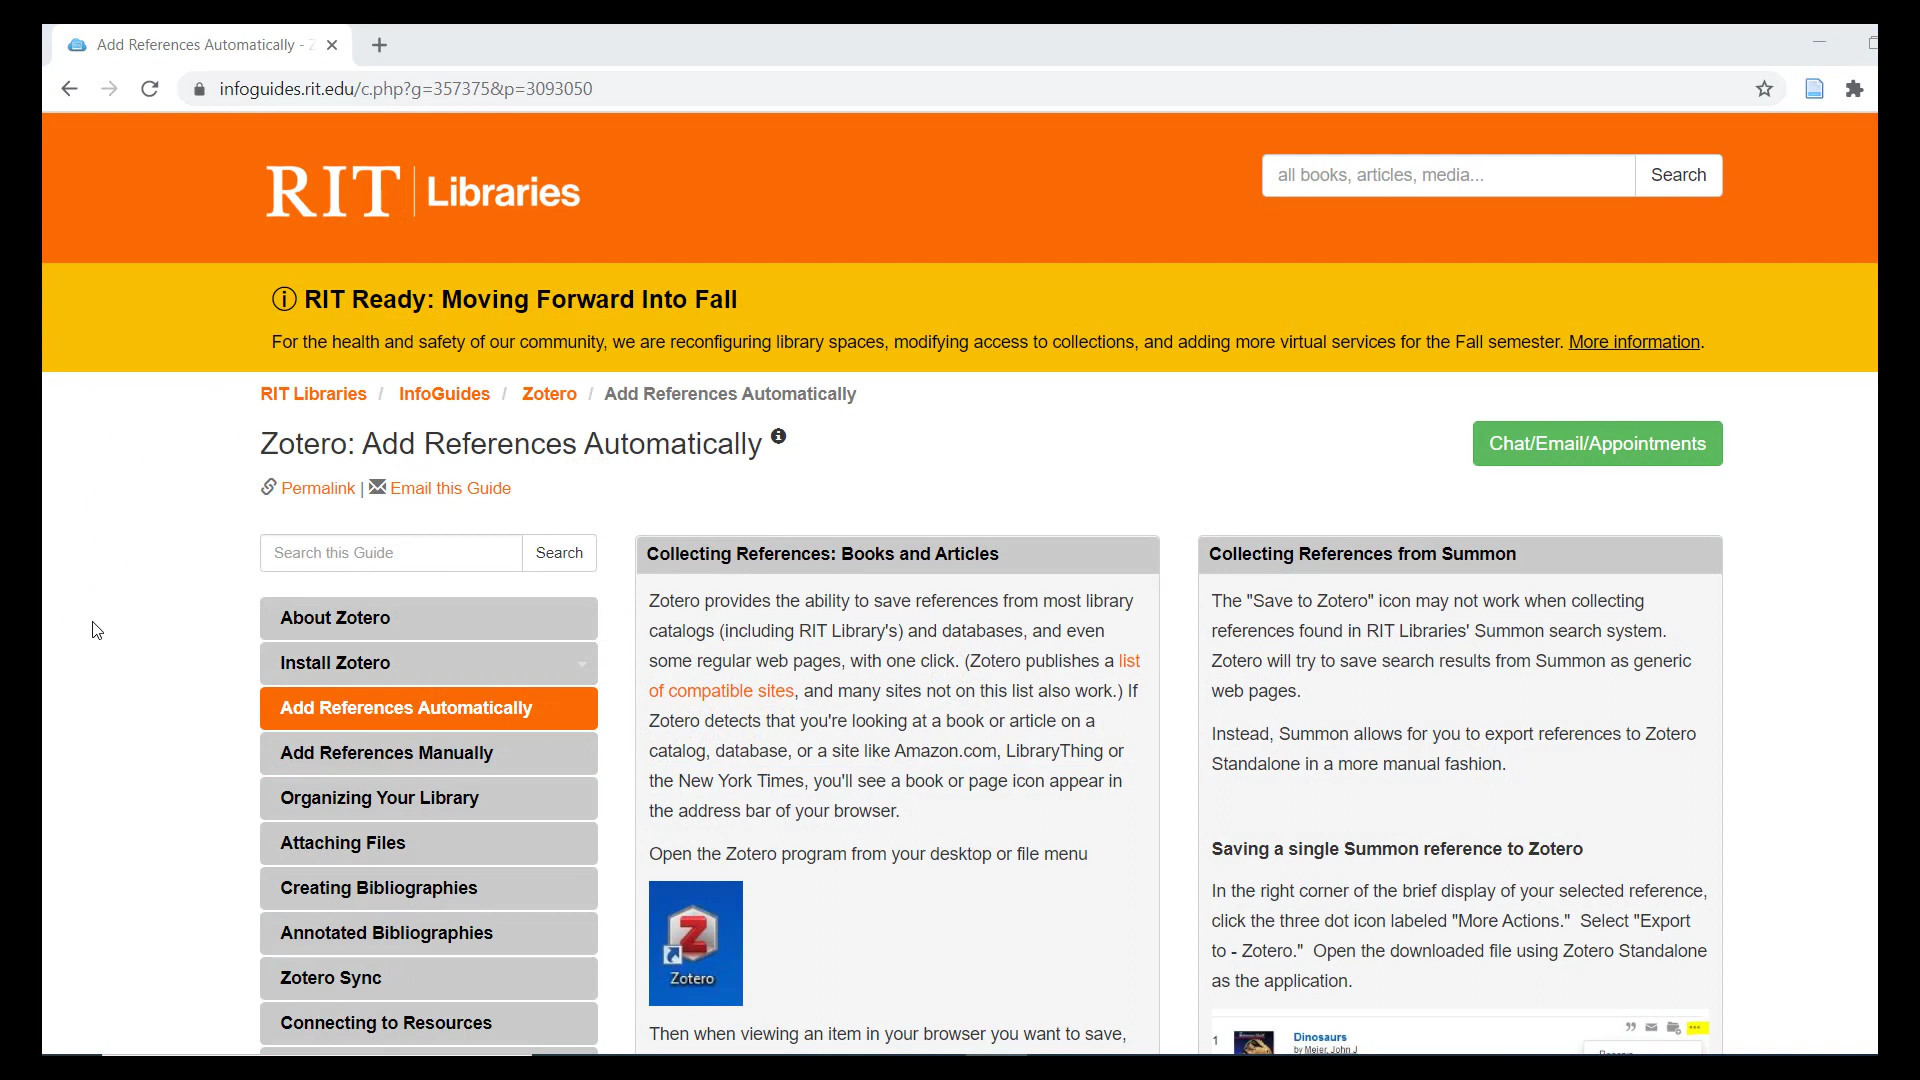 Add References Automatically -
infoguides.rit.edu/c.php?g=357375&p=3093050
RIT Libraries
all books, articles, media...
Search
RIT Ready: Moving Forward Into Fall
For the health and safety of our community, we are reconfiguring library spaces, modifying access to collections, and adding more virtual services for the Fall semester. More information.
RIT Libraries / InfoGuides / Zotero / Add References Automatically
Zotero: Add References Automatically
Chat/Email/Appointments
Permalink | Email this Guide
Search this Guide
Search
About Zotero
Install Zotero
Add References Automatically
Add References Manually
Organizing Your Library
Attaching Files
Creating Bibliographies
Annotated Bibliographies
Zotero Sync
Connecting to Resources
Collecting References: Books and Articles
Zotero provides the ability to save references from most library
catalogs (including RIT Library's) and databases, and even
some regular web pages, with one click. (Zotero publishes a list
of compatible sites, and many sites not on this list also work.) If
Zotero detects that you're looking at a book or article on a
catalog, database, or a site like Amazon.com, LibraryThing or
the New York Times, you'll see a book or page icon appear in
the address bar of your browser.
Open the Zotero program from your desktop or file menu
Z
Zotero
Then when viewing an item in your browser you want to save,
Collecting References from Summon
The "Save to Zotero" icon may not work when collecting
references found in RIT Libraries' Summon search system.
Zotero will try to save search results from Summon as generic
web pages.
Instead, Summon allows for you to export references to Zotero
Standalone in a more manual fashion.
Saving a single Summon reference to Zotero
In the right corner of the brief display of your selected reference,
click the three dot icon labeled "More Actions." Select "Export
to - Zotero." Open the downloaded file using Zotero Standalone
as the application.
1
Dinosaurs
by Meier, John J